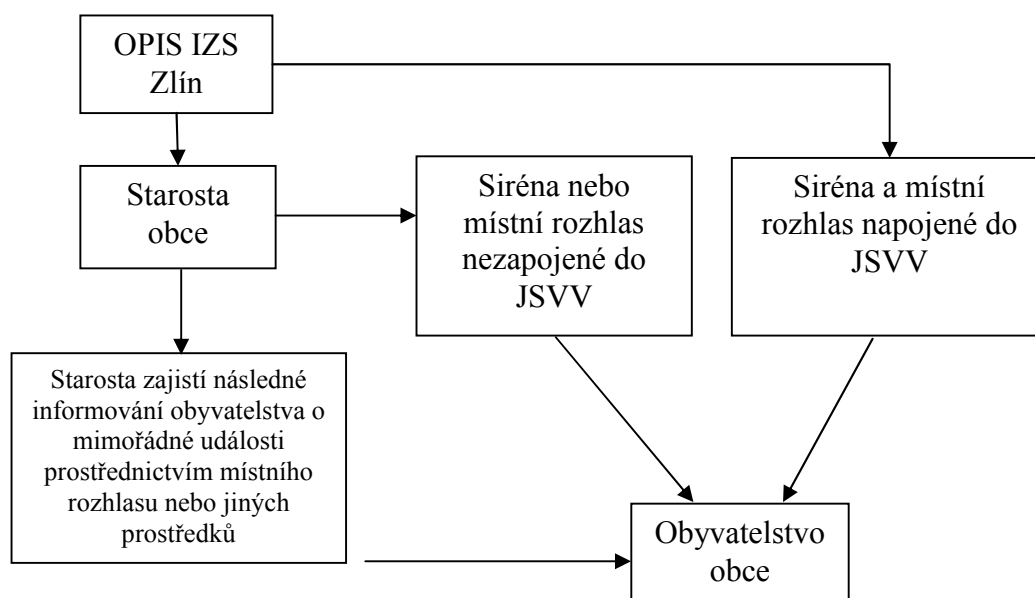 OPIS IZS
Zlín
Starosta
obce
Siréna nebo
místní rozhlas
nezapojené do
JSVV
Siréna a místní
rozhlas napojené do
JSVV
Starosta zajistí následné
informování obyvatelstva o
mimořádné události
prostřednictvím místního
rozhlasu nebo jiných
prostředků
Obyvatelstvo
obce